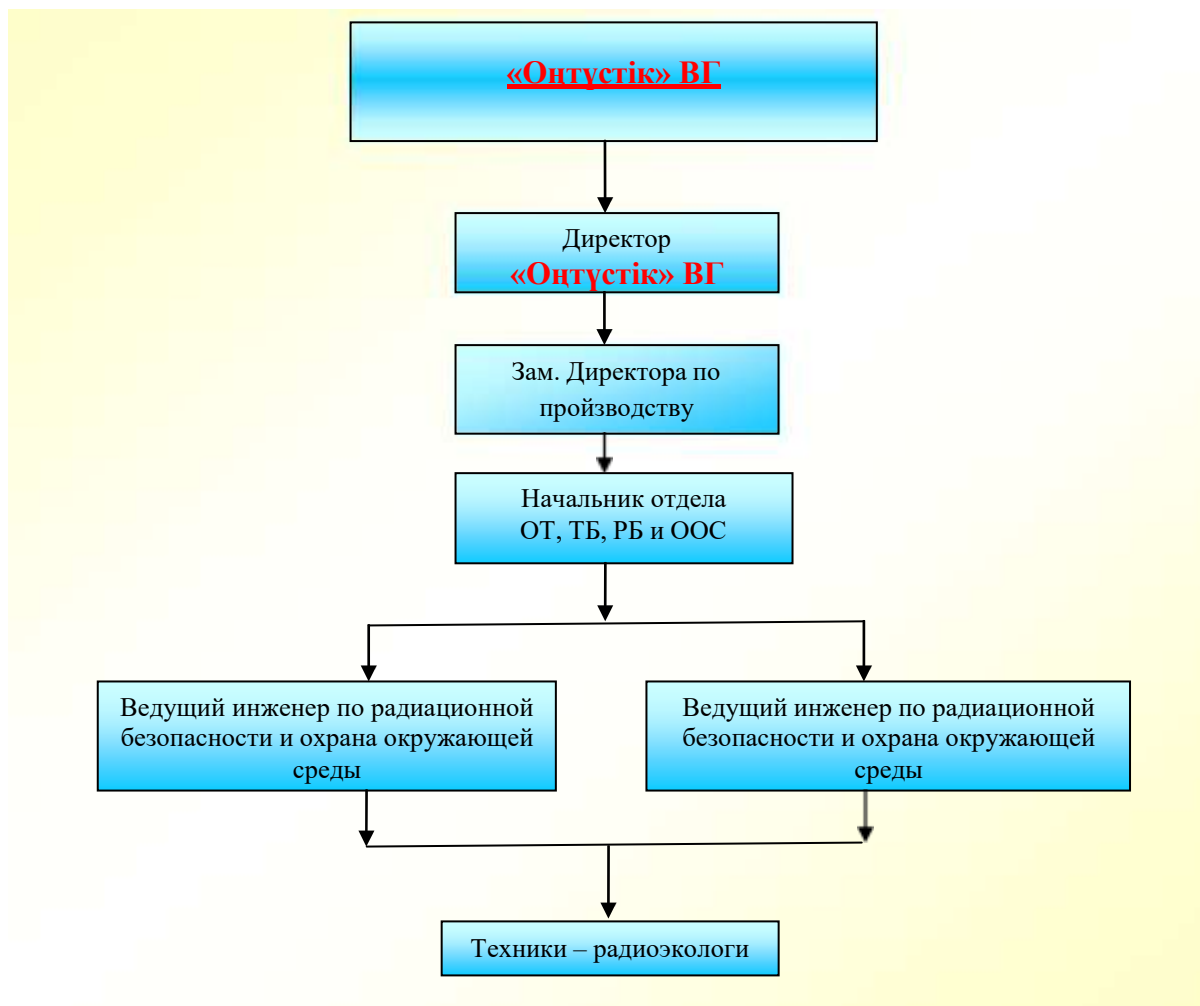 «Оңтүстік» ВГ
Директор
«Оңтүстік» ВГ
Зам. Директора по
пройзводству
Начальник отдела
ОТ, ТБ, РБ и ООС
Ведущий инженер по радиационной
безопасности и охрана окружающей
среды
Ведущий инженер по радиационной
безопасности и охрана окружающей
среды
Техники – радиоэкологи